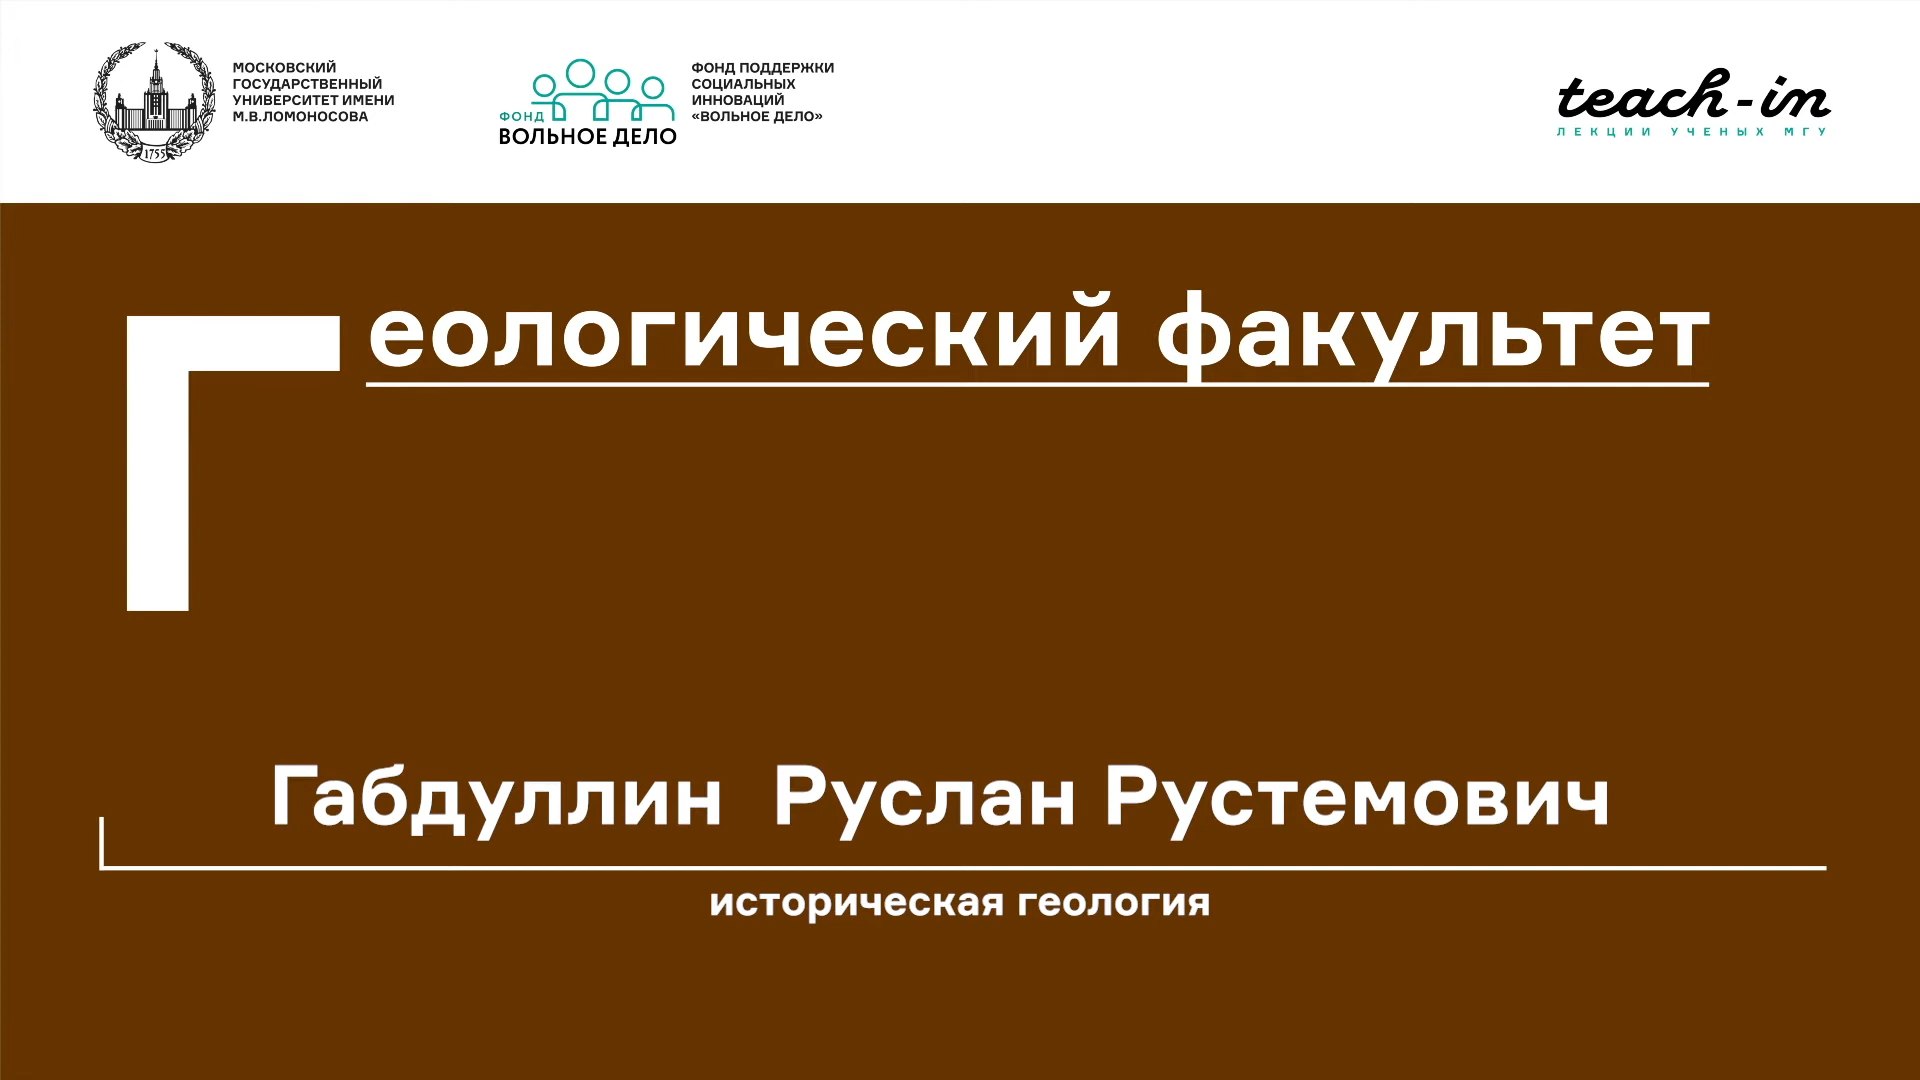 МОСКОВСКИЙ
ГОСУДАРСТВЕННЫЙ
УНИВЕРСИТЕТ ИМЕНИ
М.В.ЛОМОНОСОВА
1755
ФОНД
ВОЛЬНОЕ ДЕЛО
ФОНД ПОДДЕРЖКИ
СОЦИАЛЬНЫХ
ИННОВАЦИЙ
«ВОЛЬНОЕ ДЕЛО»
teach-in
ЛЕКЦИИ УЧЕНЫХ МГУ
Геологический факультет
Габдуллин Руслан Рустемович
историческая геология